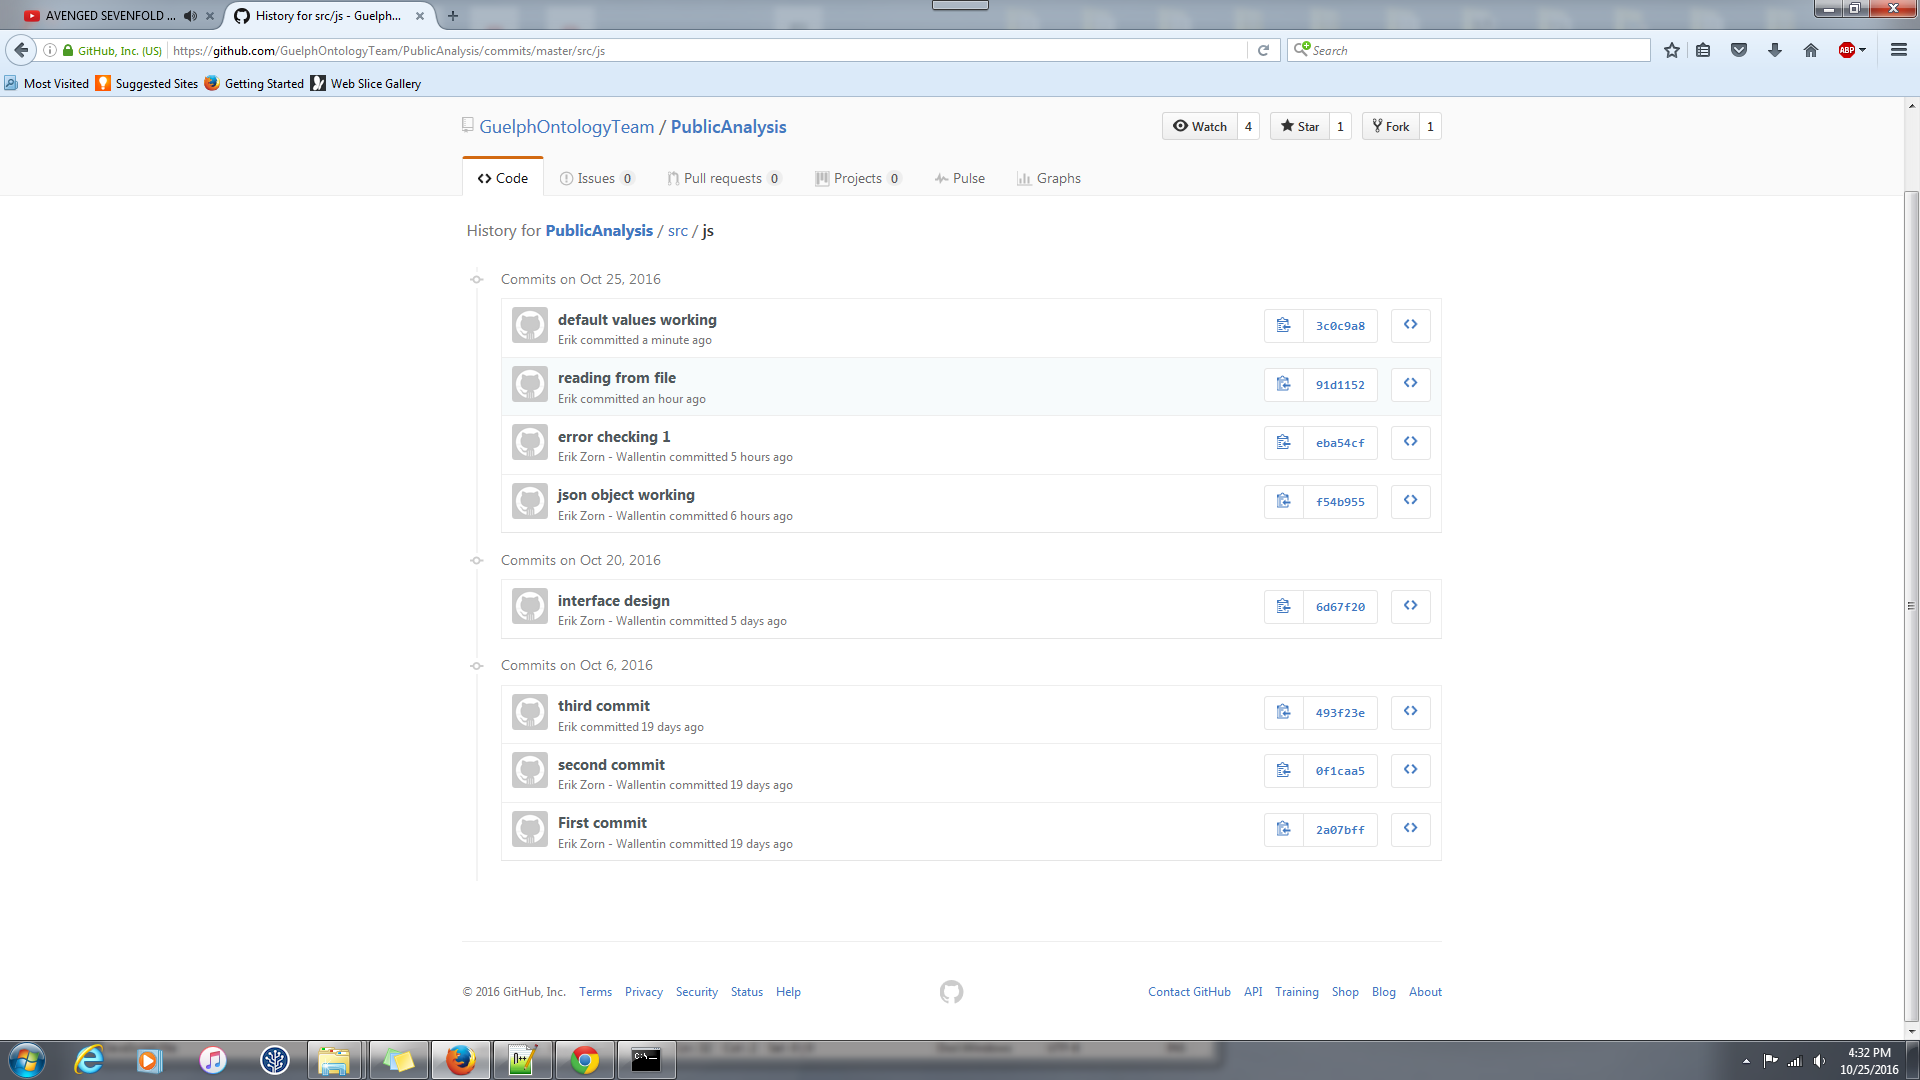 AVENGED SEVENFOLD ...
History for src/js - Guelph...
GitHub, Inc. (US)
https://github.com/GuelphOntologyTeam/PublicAnalysis/commits/master/src/js
Search
ABP
Most Visited
Suggested Sites
Getting Started
Web Slice Gallery
GuelphOntologyTeam / PublicAnalysis
Watch 4
Star 1
Fork 1
Code
Issues 0
Pull requests 0
Projects 0
Pulse
Graphs
History for PublicAnalysis / src / js
Commits on Oct 25, 2016
default values working
Erik committed a minute ago
3c0c9a8
reading from file
Erik committed an hour ago
91d1152
error checking 1
Erik Zorn - Wallentin committed 5 hours ago
eba54cf
json object working
Erik Zorn - Wallentin committed 6 hours ago
f54b955
Commits on Oct 20, 2016
interface design
Erik Zorn - Wallentin committed 5 days ago
6d67f20
Commits on Oct 6, 2016
third commit
Erik committed 19 days ago
493f23e
second commit
Erik Zorn - Wallentin committed 19 days ago
0f1caa5
First commit
Erik Zorn - Wallentin committed 19 days ago
2a07bff
© 2016 GitHub, Inc. Terms Privacy Security Status Help
Contact GitHub API Training Shop Blog About
4:32 PM
10/25/2016